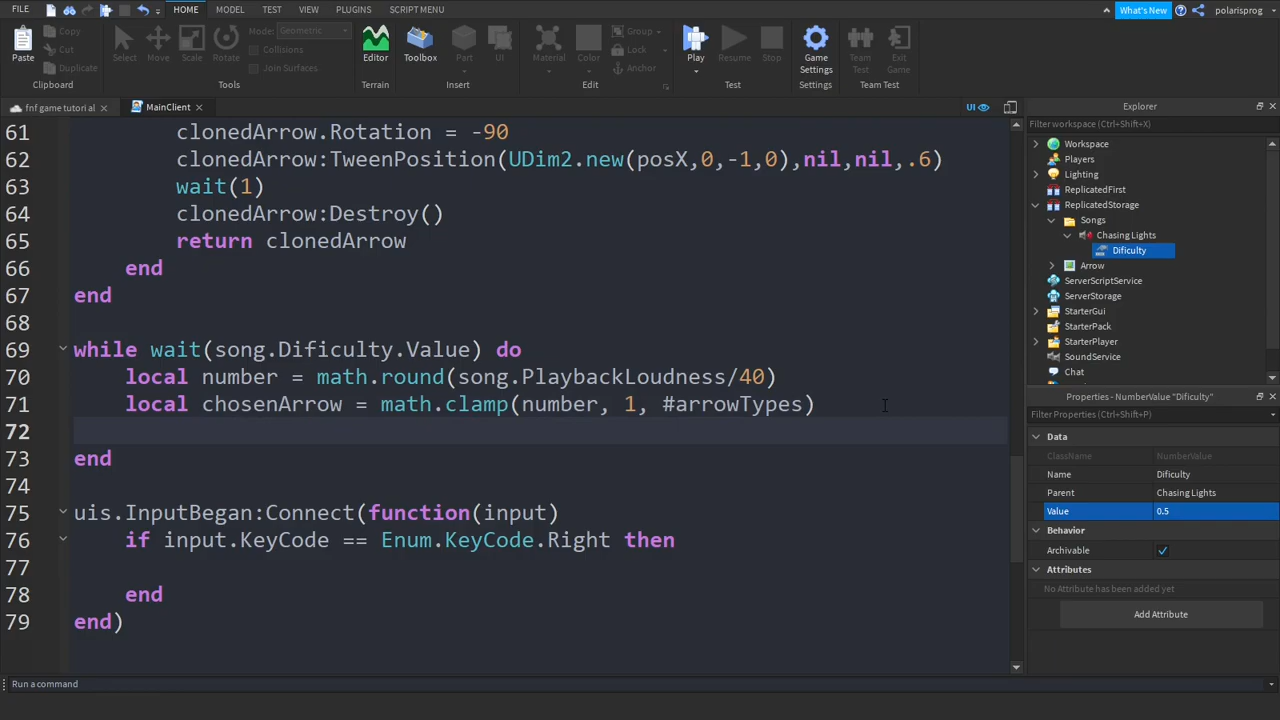 FILE HOME MODEL TEST VIEW PLUGINS SCRIPT MENU What's New polarisprog
Paste Copy Cut Duplicate Select Move Scale Rotate Mode: Geometric Collisions Join Surfaces Editor Toolbox Part UI Material Color Group Lock Anchor Play Resume Stop Game Settings Team Test Exit Game
Clipboard Tools Terrain Insert Edit Test Settings Team Test
fnf game tutori al MainClient UI
61 clonedArrow.Rotation = -90
62 clonedArrow:TweenPosition(UDim2.new(posX,0,-1,0),nil,nil,.6)
63 wait(1)
64 clonedArrow:Destroy()
65 return clonedArrow
66 end
67 end
68
69 while wait(song.Dificulty.Value) do
70 local number = math.round(song.PlaybackLoudness/40)
71 local chosenArrow = math.clamp(number, 1, #arrowTypes)
72
73 end
74
75 uis.InputBegan:Connect(function(input)
76 if input.KeyCode == Enum.KeyCode.Right then
77
78 end
79 end)
Explorer
Filter workspace (Ctrl+Shift+X)
Workspace
Players
Lighting
ReplicatedFirst
ReplicatedStorage
Songs
Chasing Lights
Dificulty
Arrow
ServerScriptService
ServerStorage
StarterGui
StarterPack
StarterPlayer
SoundService
Chat
Properties - NumberValue "Dificulty"
Filter Properties (Ctrl+Shift+P)
Data
ClassName NumberValue
Name Dificulty
Parent Chasing Lights
Value 0.5
Behavior
Archivable
Attributes
No Attribute has been added yet
Add Attribute
Run a command